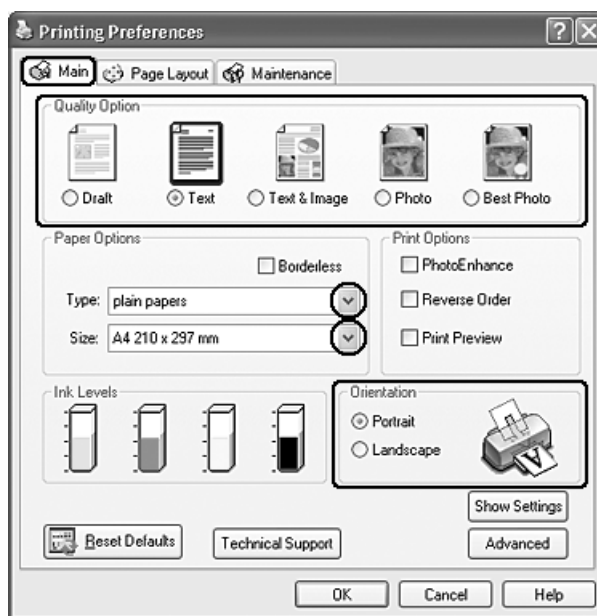 Printing Preferences
Main Page Layout Maintenance
Quality Option
Draft Text Text & Image Photo Best Photo
Paper Options Print Options
Borderless PhotoEnhance
Type: plain papers Reverse Order
Size: A4 210 x 297 mm Print Preview
Ink Levels Orientation
Portrait
Landscape
A
Show Settings
Reset Defaults Technical Support Advanced
OK Cancel Help